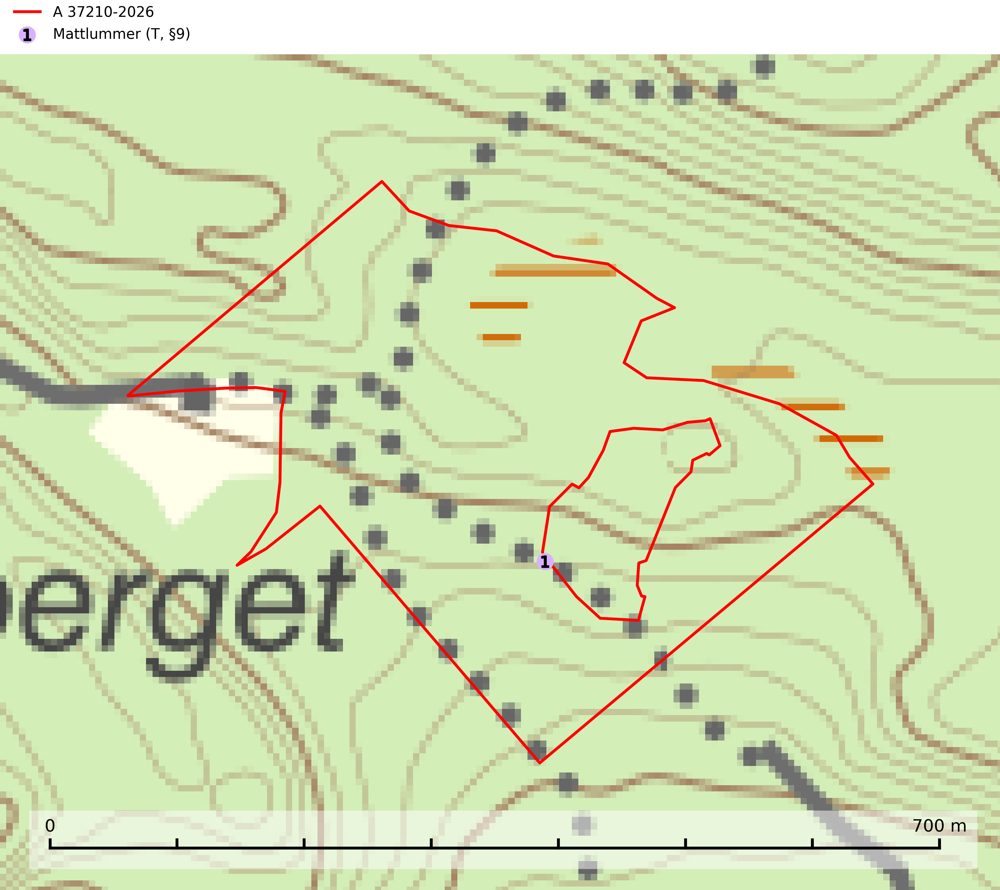 A 37210-2026
1 Mattlummer (T, §9)
1
erget
0 700 m